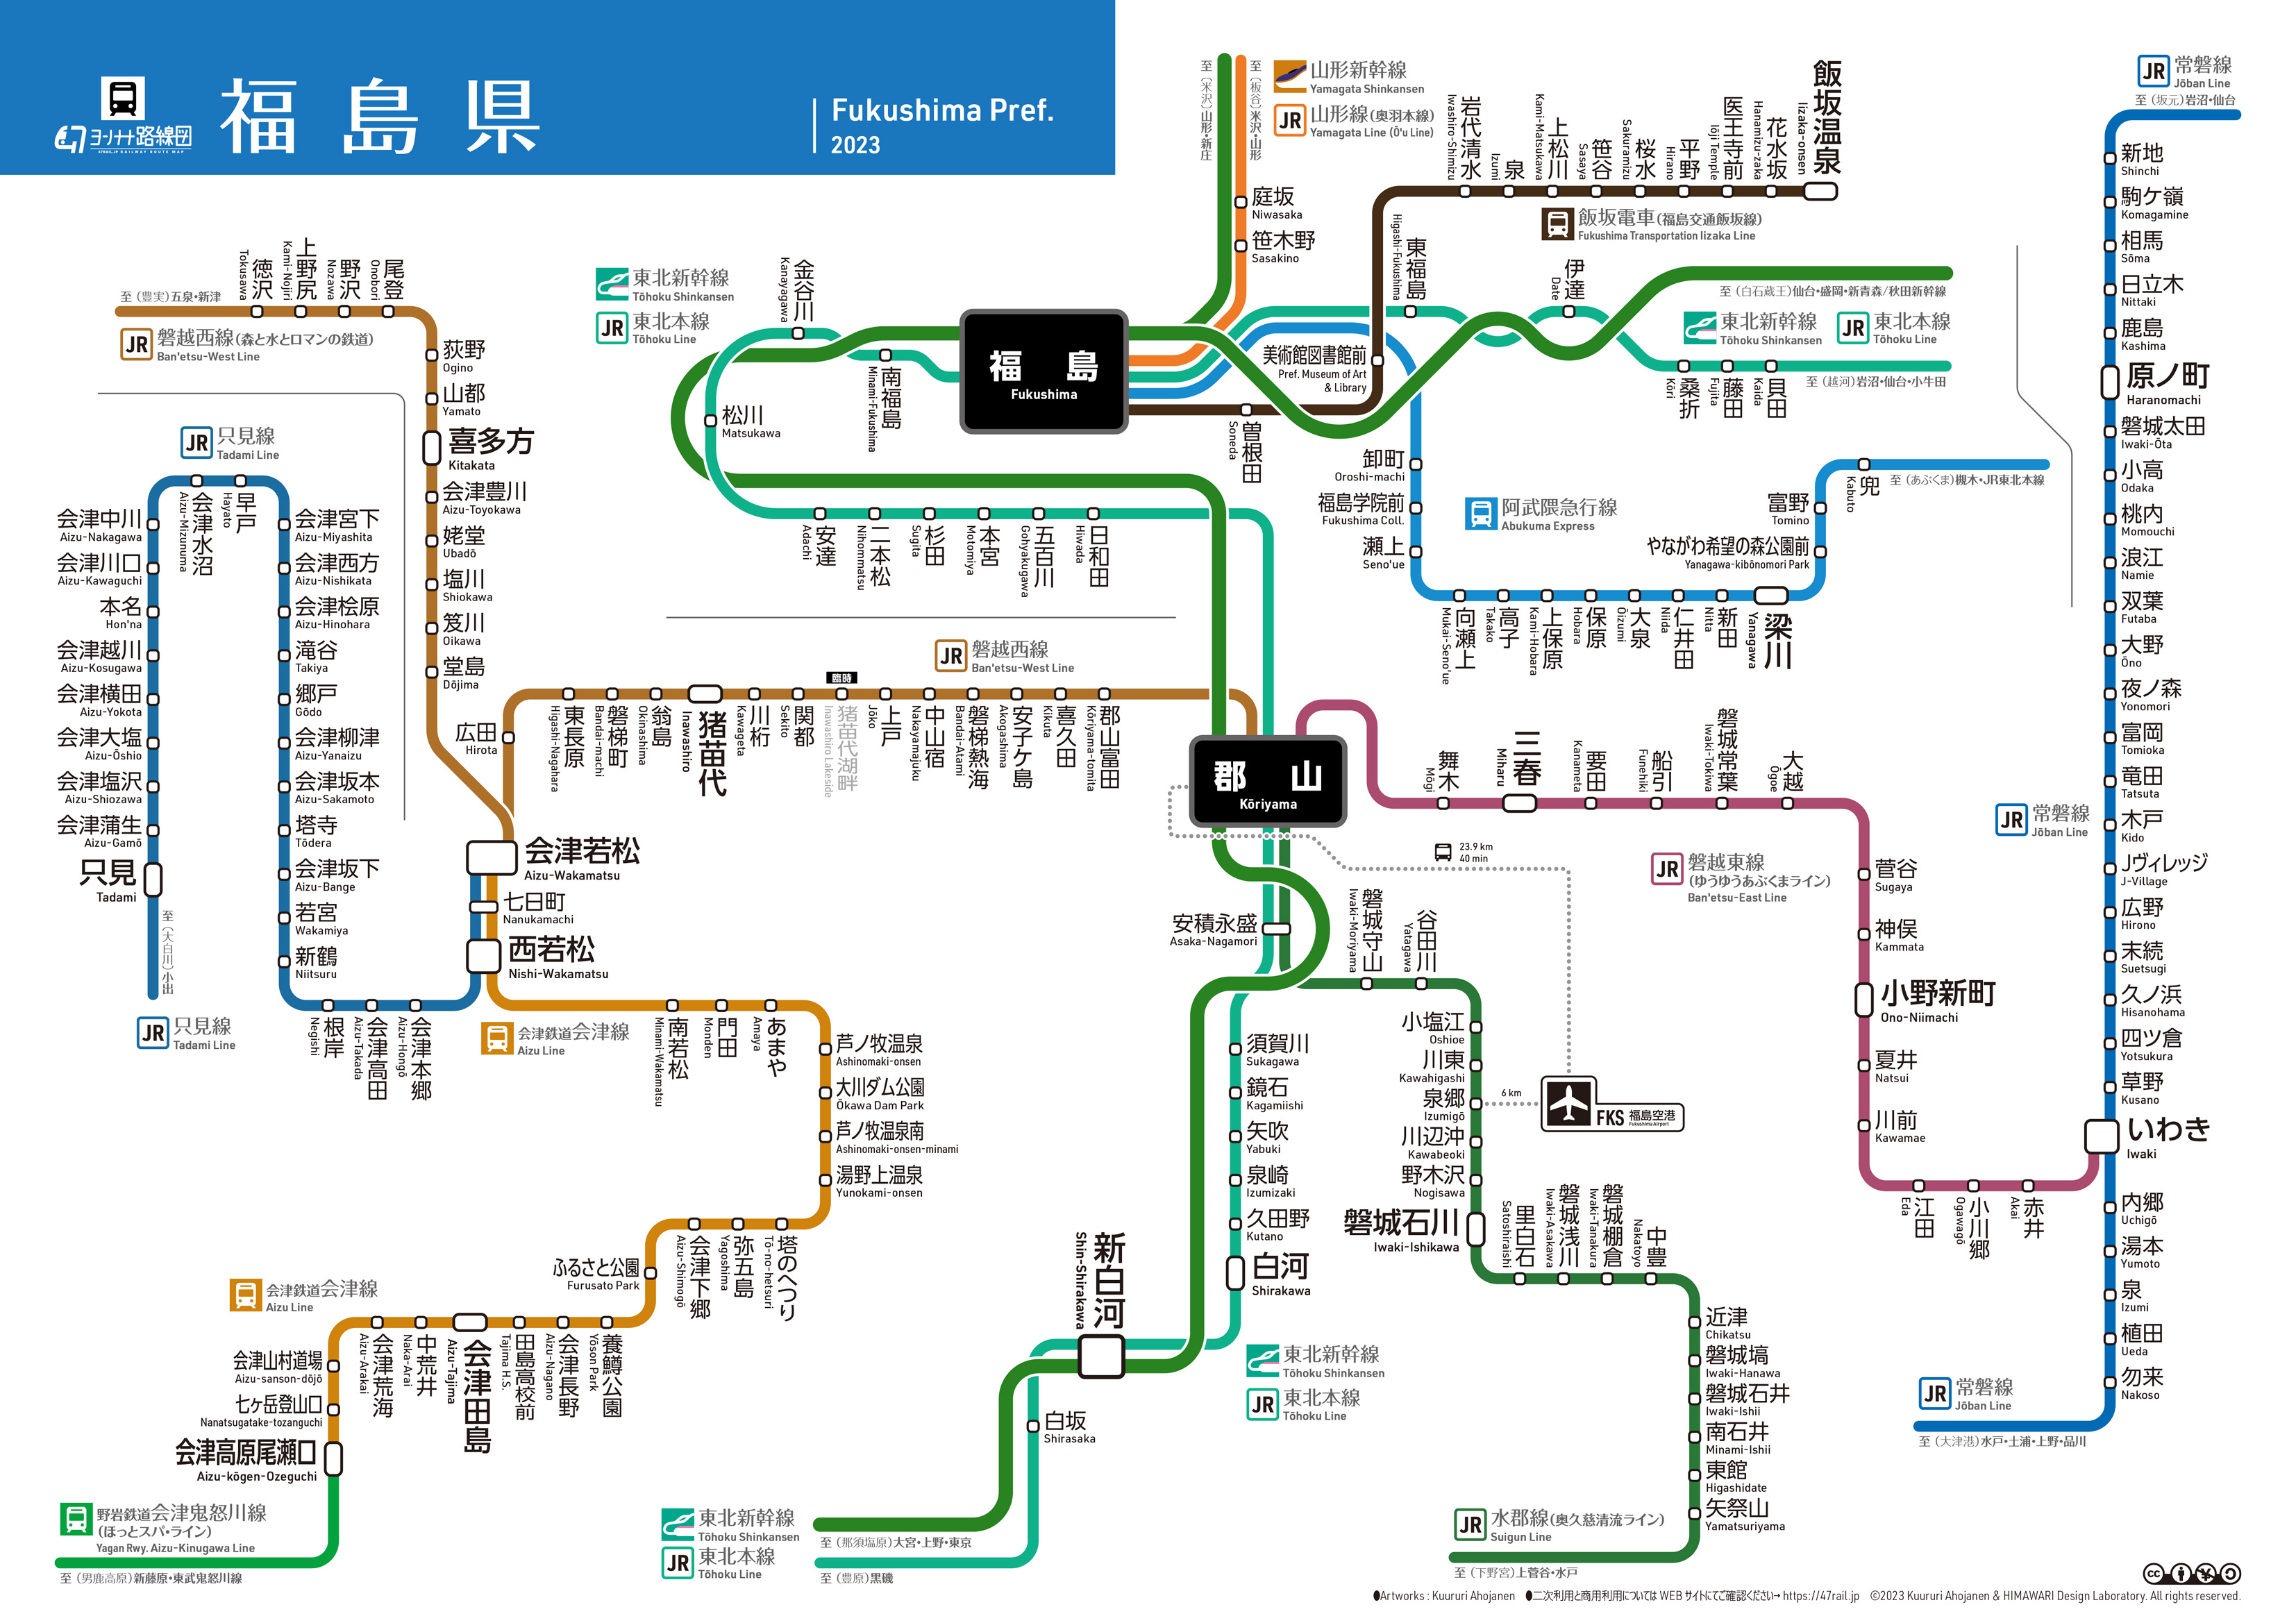 ヨンナナ路線図
47RAIL.JP RAILWAY ROUTE MAP
福島県
Fukushima Pref.
2023
至（米沢）山形・新庄
至（板谷）米沢・山形
山形新幹線
Yamagata Shinkansen
JR 山形線（奥羽本線）
Yamagata Line (Ō'u Line)
庭坂
Niwasaka
笹木野
Sasakino
岩代清水
Iwashiro-Shimizu
泉
Izumi
上松川
Kami-Matsukawa
笹谷
Sasaya
桜水
Sakuramizu
平野
Hirano
医王寺前
Iōji Temple
花水坂
Hanamizu-zaka
飯坂温泉
Iizaka-onsen
飯坂電車（福島交通飯坂線）
Fukushima Transportation Iizaka Line
美術館図書館前
Pref. Museum of Art
& Library
曽根田
Soneda
東福島
Higashi-Fukushima
伊達
Date
至（白石蔵王）仙台・盛岡・新青森/秋田新幹線
東北新幹線
Tōhoku Shinkansen
JR 東北本線
Tōhoku Line
桑折
Kōri
藤田
Fujita
貝田
Kaida
至（越河）岩沼・仙台・小牛田
東北新幹線
Tōhoku Shinkansen
JR 東北本線
Tōhoku Line
福島
Fukushima
金谷川
Kanayagawa
南福島
Minami-Fukushima
松川
Matsukawa
安達
Adachi
二本松
Nihonmatsu
杉田
Sugita
本宮
Motomiya
五百川
Gohyakugawa
日和田
Hiwada
卸町
Oroshi-machi
福島学院前
Fukushima Coll.
瀬上
Seno'ue
阿武隈急行線
Abukuma Express
向瀬上
Mukai-Seno'ue
高子
Takako
上保原
Kami-Hobara
保原
Hobara
大泉
Ōizumi
仁井田
Niida
新田
Nitta
梁川
Yanagawa
やながわ希望の森公園前
Yanagawa-kibōnomori Park
富野
Tomino
兜
Kabuto
至（あぶくま）槻木・JR東北本線
至（豊実）五泉・新津
JR 磐越西線（森と水とロマンの鉄道）
Ban'etsu-West Line
徳沢
Tokusawa
上野尻
Kami-Nojiri
野沢
Nozawa
尾登
Onobori
荻野
Ogino
山都
Yamato
喜多方
Kitakata
会津豊川
Aizu-Toyokawa
姥堂
Ubadō
塩川
Shiokawa
笈川
Oikawa
堂島
Dōjima
JR 磐越西線
Ban'etsu-West Line
広田
Hirota
東長原
Higashi-Nagahara
磐梯町
Bandai-machi
翁島
Okinashima
猪苗代
Inawashiro
川桁
Kawageta
関都
Sekito
臨時
猪苗代湖畔
Inawashiro Lakeside
上戸
Jōko
中山宿
Nakayamajuku
磐梯熱海
Bandai-Atami
安子ケ島
Akogashima
喜久田
Kikuta
郡山富田
Kōriyama-tomita
郡山
Kōriyama
JR 只見線
Tadami Line
会津水沼
Aizu-Mizunuma
早戸
Hayato
会津中川
Aizu-Nakagawa
会津川口
Aizu-Kawaguchi
本名
Hon'na
会津越川
Aizu-Kosugawa
会津横田
Aizu-Yokota
会津大塩
Aizu-Ōshio
会津塩沢
Aizu-Shiozawa
会津蒲生
Aizu-Gamō
只見
Tadami
至（大白川）小出
JR 只見線
Tadami Line
会津宮下
Aizu-Miyashita
会津西方
Aizu-Nishikata
会津桧原
Aizu-Hinohara
滝谷
Takiya
郷戸
Gōdo
会津柳津
Aizu-Yanaizu
会津坂本
Aizu-Sakamoto
塔寺
Tōdera
会津坂下
Aizu-Bange
若宮
Wakamiya
新鶴
Niitsuru
根岸
Negishi
会津高田
Aizu-Takada
会津本郷
Aizu-Hongō
会津若松
Aizu-Wakamatsu
七日町
Nanukamachi
西若松
Nishi-Wakamatsu
会津鉄道会津線
Aizu Line
南若松
Minami-Wakamatsu
門田
Monden
あまや
Amaya
芦ノ牧温泉
Ashinomaki-onsen
大川ダム公園
Ōkawa Dam Park
芦ノ牧温泉南
Ashinomaki-onsen-minami
湯野上温泉
Yunokami-onsen
塔のへつり
Tō-no-hetsuri
弥五島
Yagoshima
会津下郷
Aizu-Shimogō
ふるさと公園
Furusato Park
養鱒公園
Yōson Park
会津長野
Aizu-Nagano
田島高校前
Tajima H.S.
会津田島
Aizu-Tajima
中荒井
Naka-Arai
会津荒海
Aizu-Arakai
会津鉄道会津線
Aizu Line
会津山村道場
Aizu-sanson-dōjō
七ヶ岳登山口
Nanatsugatake-tozanguchi
会津高原尾瀬口
Aizu-kōgen-Ozeguchi
野岩鉄道会津鬼怒川線
（ほっとスパ・ライン）
Yagan Rwy. Aizu-Kinugawa Line
至（男鹿高原）新藤原・東武鬼怒川線
舞木
Mōgi
三春
Miharu
要田
Kanameta
船引
Funehiki
磐城常葉
Iwaki-Tokiwa
大越
Ōgoe
JR 磐越東線
（ゆうゆうあぶくまライン）
Ban'etsu-East Line
菅谷
Sugaya
神俣
Kammata
小野新町
Ono-Niimachi
夏井
Natsui
川前
Kawamae
江田
Eda
小川郷
Ogawagō
赤井
Akai
23.9 km
40 min
6 km
FKS 福島空港
Fukushima Airport
安積永盛
Asaka-Nagamori
磐城守山
Iwaki-Moriyama
谷田川
Yatagawa
小塩江
Oshioe
川東
Kawahigashi
泉郷
Izumigō
川辺沖
Kawabeoki
野木沢
Nogisawa
磐城石川
Iwaki-Ishikawa
里白石
Satoshiraishi
磐城浅川
Iwaki-Asakawa
磐城棚倉
Iwaki-Tanakura
中豊
Nakatoyo
近津
Chikatsu
磐城塙
Iwaki-Hanawa
磐城石井
Iwaki-Ishii
南石井
Minami-Ishii
東館
Higashidate
矢祭山
Yamatsuriyama
JR 水郡線（奥久慈清流ライン）
Suigun Line
至（下野宮）上菅谷・水戸
須賀川
Sukagawa
鏡石
Kagamiishi
矢吹
Yabuki
泉崎
Izumizaki
久田野
Kutano
白河
Shirakawa
新白河
Shin-Shirakawa
白坂
Shirasaka
東北新幹線
Tōhoku Shinkansen
JR 東北本線
Tōhoku Line
東北新幹線
Tōhoku Shinkansen
JR 東北本線
Tōhoku Line
至（那須塩原）大宮・上野・東京
至（豊原）黒磯
JR 常磐線
Jōban Line
至（坂元）岩沼・仙台
新地
Shinchi
駒ケ嶺
Komagamine
相馬
Sōma
日立木
Nittaki
鹿島
Kashima
原ノ町
Haranomachi
磐城太田
Iwaki-Ōta
小高
Odaka
桃内
Momouchi
浪江
Namie
双葉
Futaba
大野
Ōno
夜ノ森
Yonomori
富岡
Tomioka
竜田
Tatsuta
木戸
Kido
JR 常磐線
Jōban Line
Jヴィレッジ
J-Village
広野
Hirono
末続
Suetsugi
久ノ浜
Hisanohama
四ツ倉
Yotsukura
草野
Kusano
いわき
Iwaki
内郷
Uchigō
湯本
Yumoto
泉
Izumi
植田
Ueda
勿来
Nakoso
JR 常磐線
Jōban Line
至（大津港）水戸・土浦・上野・品川
cc
●Artworks : Kuururi Ahojanen ●二次利用と商用利用については WEB サイトにてご確認ください→ https://47rail.jp ©2023 Kuururi Ahojanen & HIMAWARI Design Laboratory. All rights reserved.